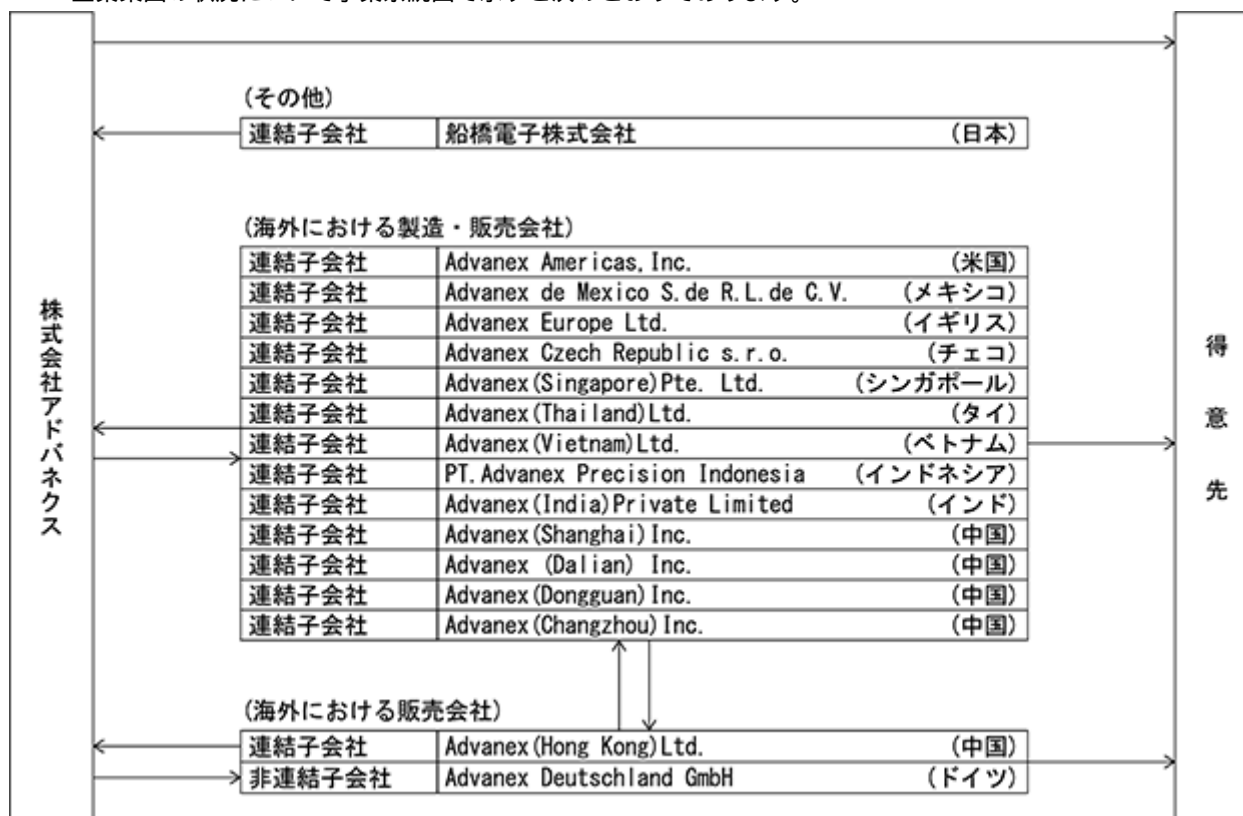 株式会社アドバネクス
(その他)
連結子会社 船橋電子株式会社 (日本)
(海外における製造・販売会社)
連結子会社 Advanex Americas,Inc. (米国)
連結子会社 Advanex de Mexico S.de R.L.de C.V. (メキシコ)
連結子会社 Advanex Europe Ltd. (イギリス)
連結子会社 Advanex Czech Republic s.r.o. (チェコ)
連結子会社 Advanex(Singapore)Pte. Ltd. (シンガポール)
連結子会社 Advanex(Thailand)Ltd. (タイ)
連結子会社 Advanex(Vietnam)Ltd. (ベトナム)
連結子会社 PT.Advanex Precision Indonesia (インドネシア)
連結子会社 Advanex(India)Private Limited (インド)
連結子会社 Advanex(Shanghai)Inc. (中国)
連結子会社 Advanex (Dalian) Inc. (中国)
連結子会社 Advanex(Dongguan)Inc. (中国)
連結子会社 Advanex(Changzhou)Inc. (中国)
(海外における販売会社)
連結子会社 Advanex(Hong Kong)Ltd. (中国)
非連結子会社 Advanex Deutschland GmbH (ドイツ)
得意先